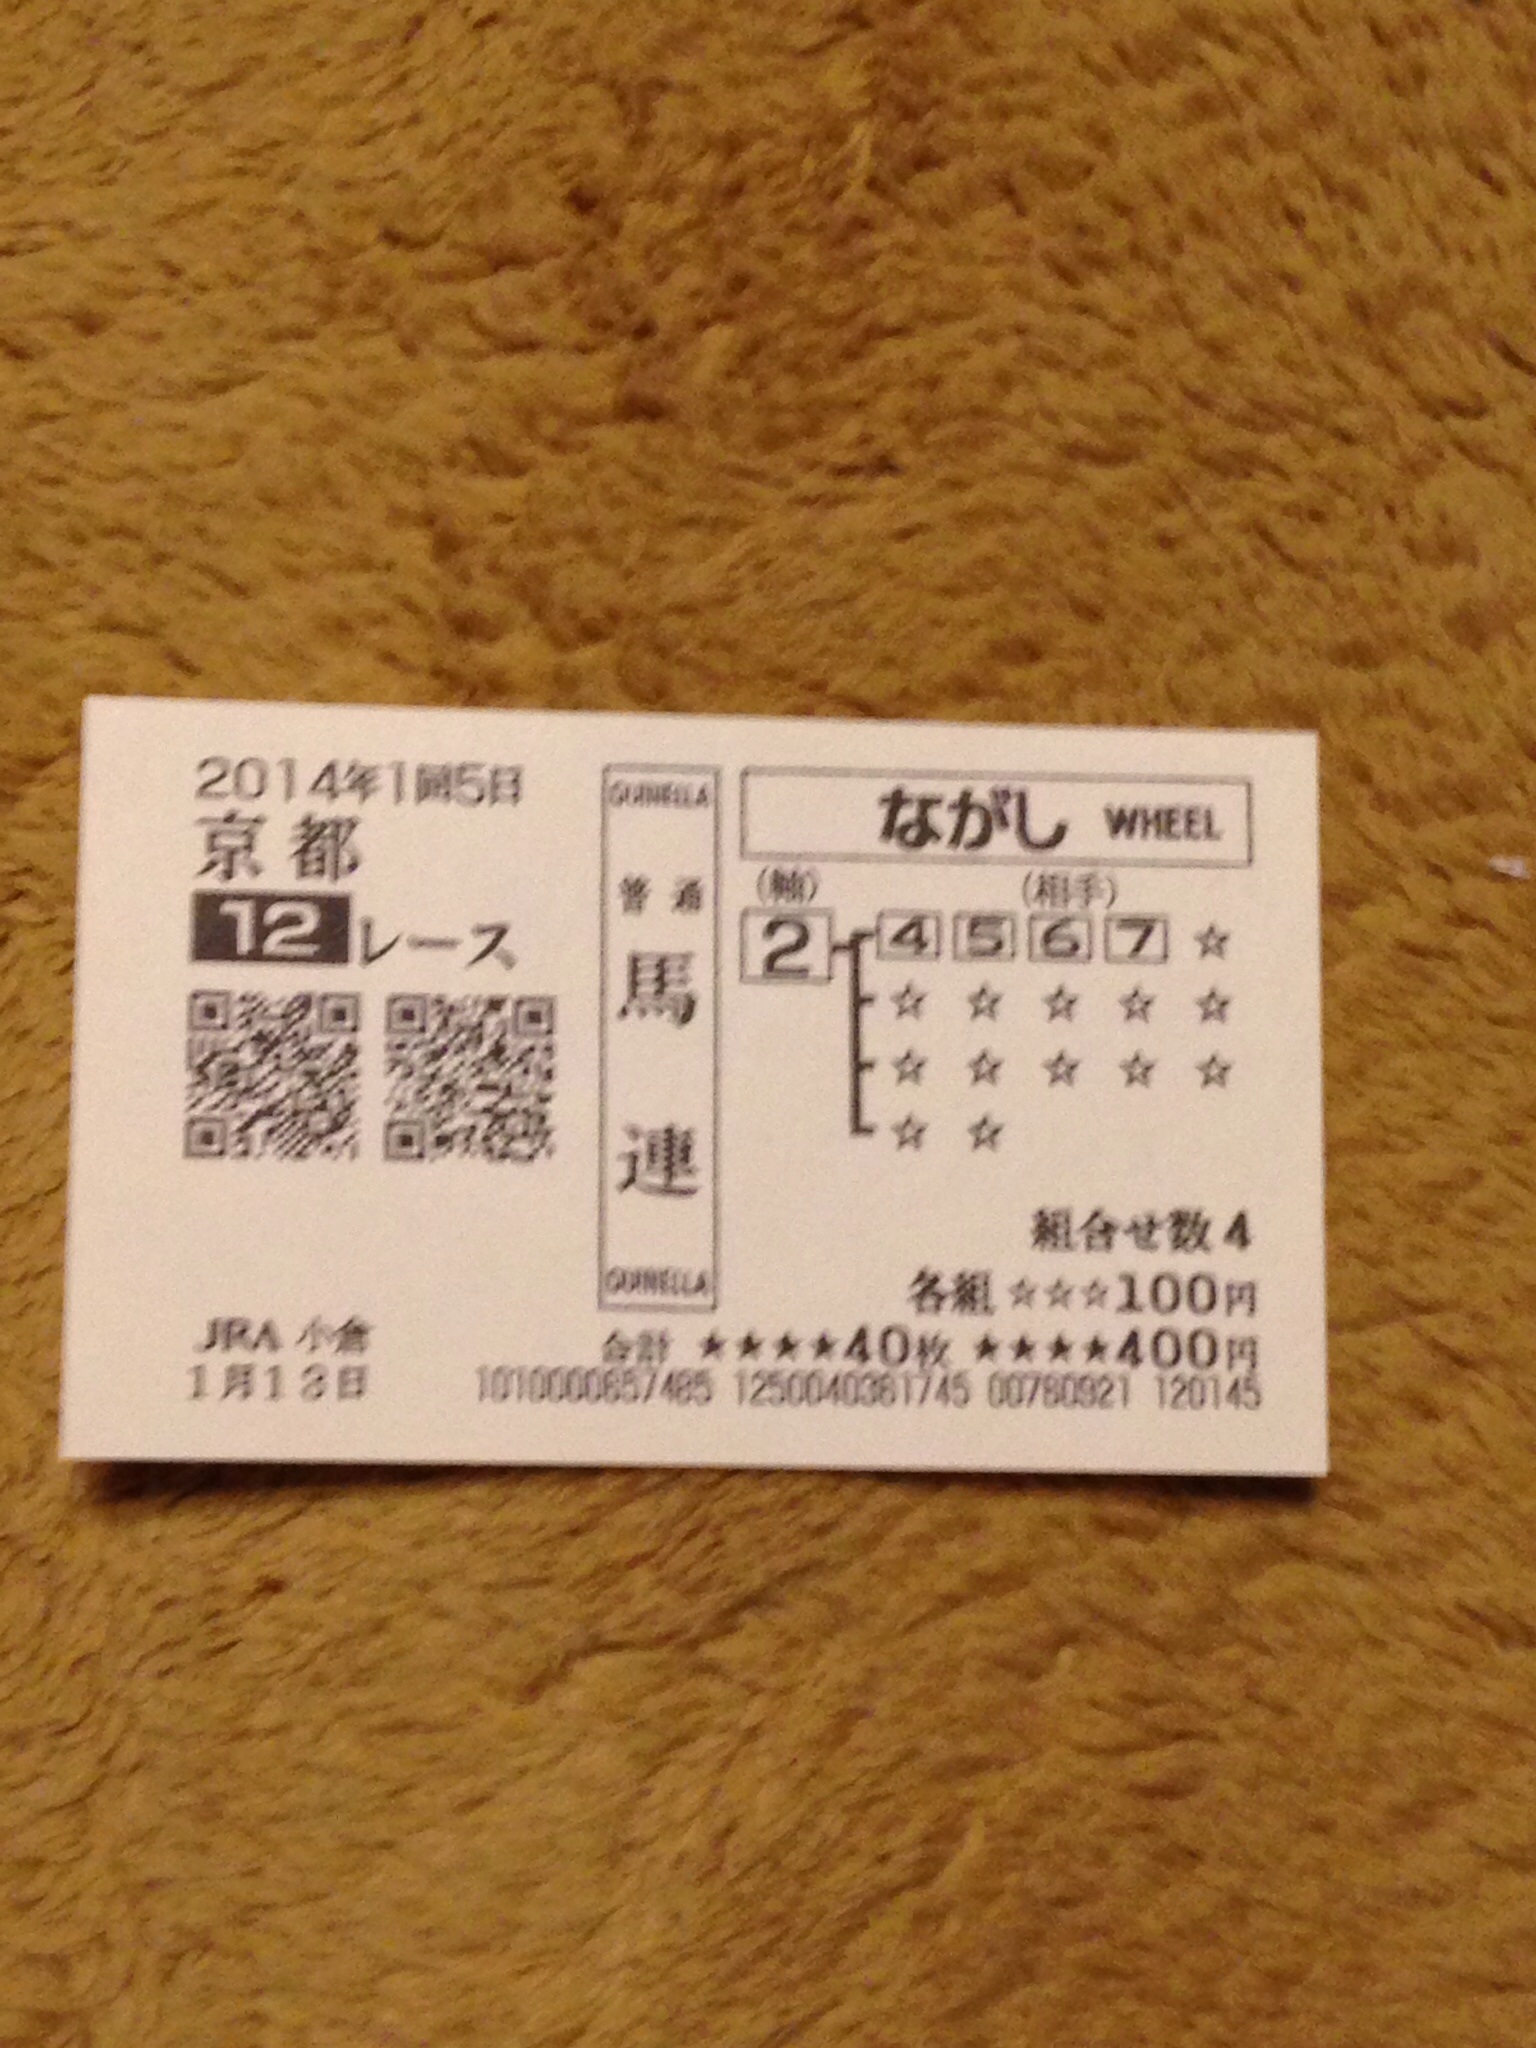 2014年1回5日
京都
12レース
QUINELLA
普通
馬連
QUINELLA
ながし WHEEL
(軸) (相手)
2 4 5 6 7 ☆
☆ ☆ ☆ ☆ ☆
☆ ☆ ☆ ☆ ☆
☆ ☆
組合せ数4
各組 ☆☆☆100円
JRA 小倉
合計 ★★★★40枚 ★★★★400円
1月13日
1010000857485 1250040381745 00780921 120145